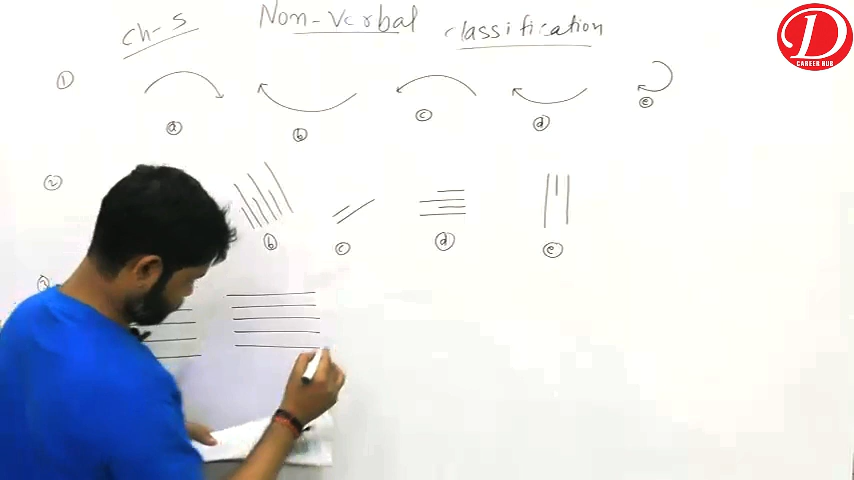 ch-5 Non-Verbal classification
D
CAREER HUB
1
a b c d e
2
b c d e
3